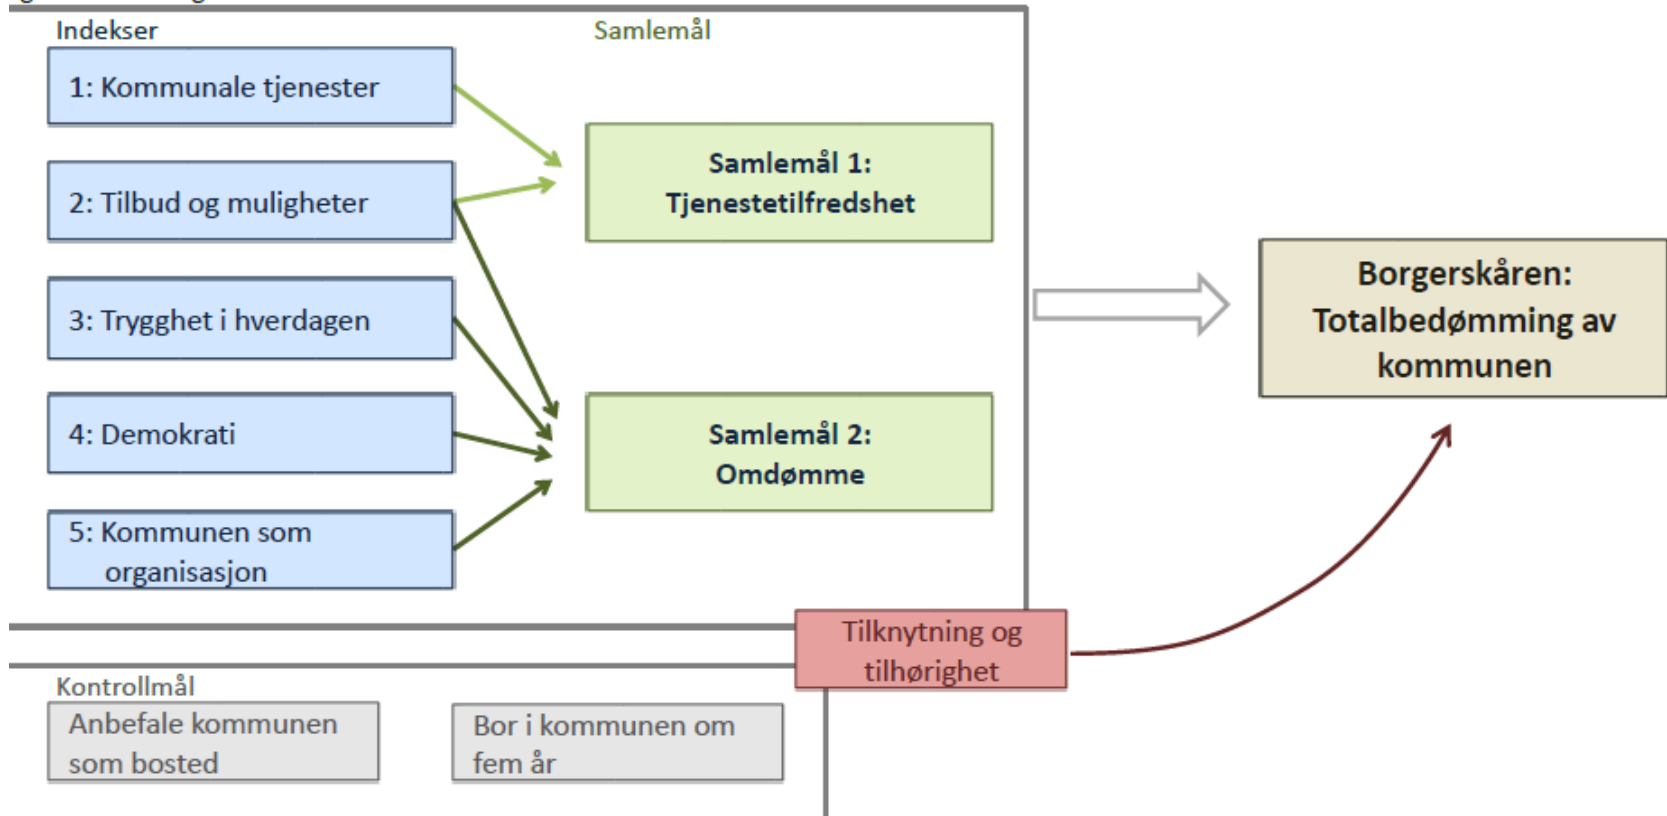 Indekser
Samlemål
1: Kommunale tjenester
2: Tilbud og muligheter
3: Trygghet i hverdagen
4: Demokrati
5: Kommunen som
organisasjon
Samlemål 1:
Tjenestetilfredshet
Samlemål 2:
Omdømme
Borgerskåren:
Totalbedømming av
kommunen
Tilknytning og
tilhørighet
Kontrollmål
Anbefale kommunen
som bosted
Bor i kommunen om
fem år